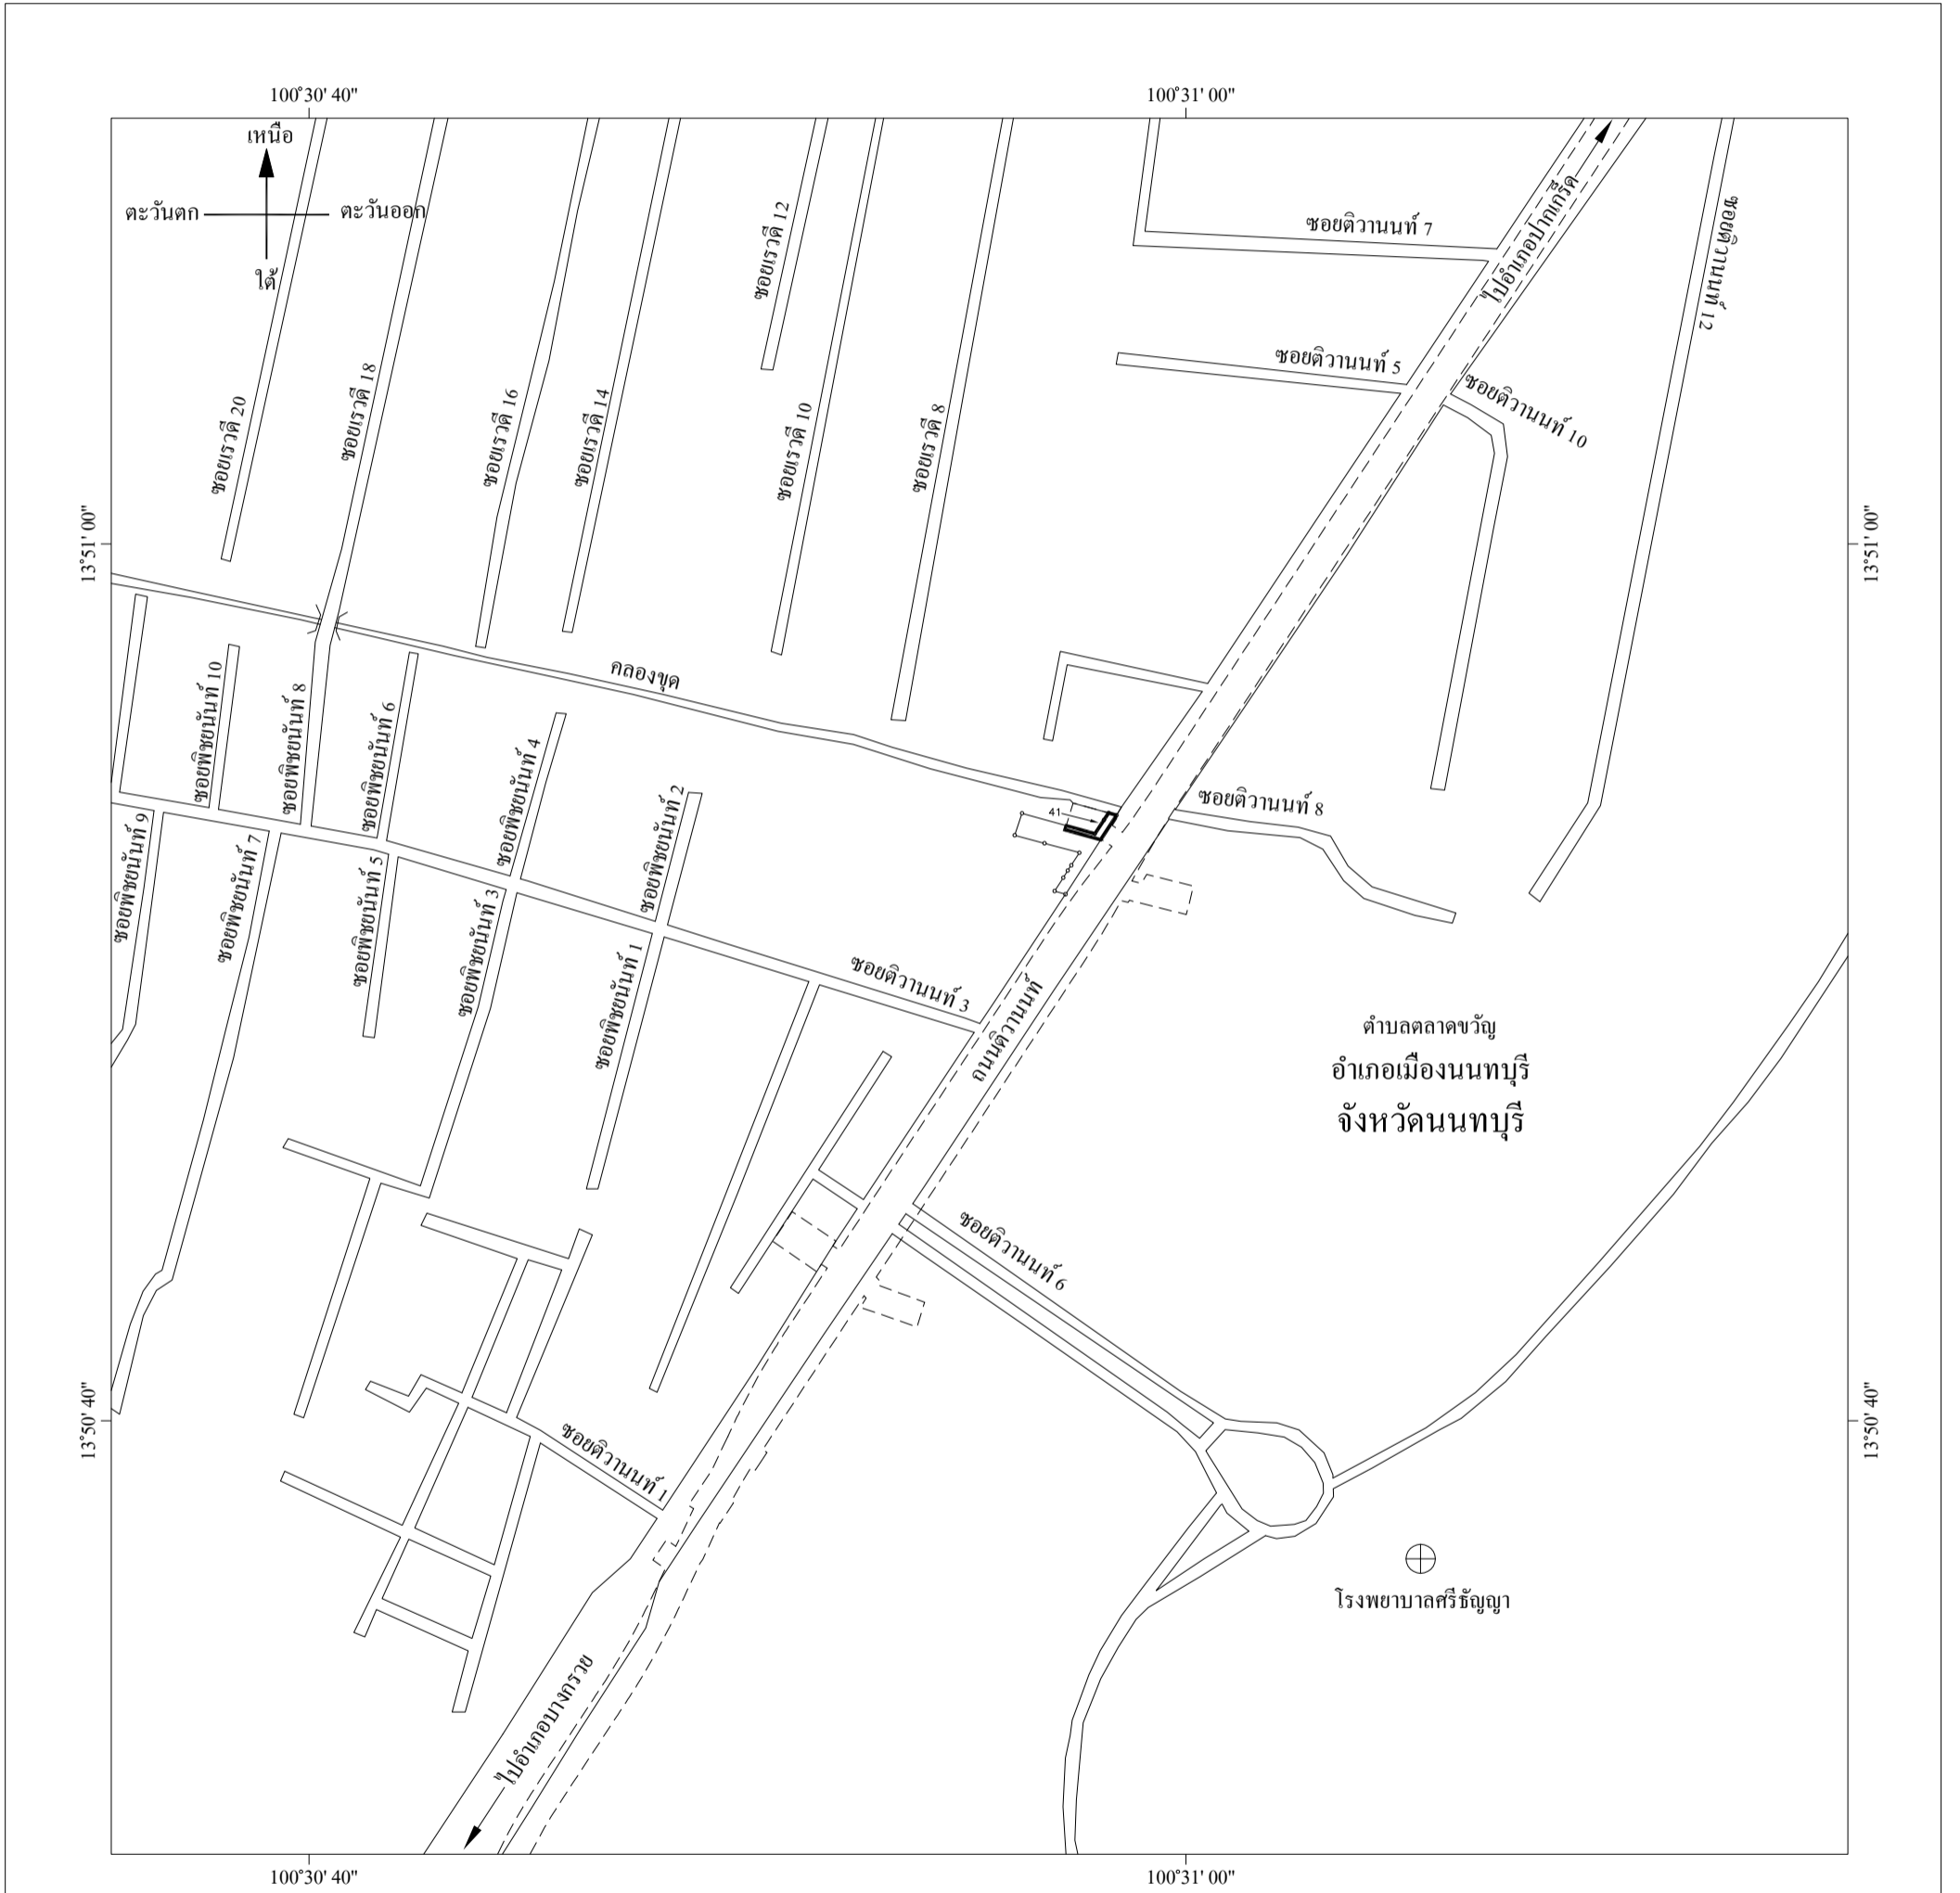 100°30' 40"
100°31' 00"
เหนือ
ตะวันตก
ตะวันออก
ใต้
ซอยเรวดี 20
ซอยเรวดี 18
ซอยเรวดี 16
ซอยเรวดี 14
ซอยเรวดี 12
ซอยเรวดี 10
ซอยเรวดี 8
ซอยติวานนท์ 7
ไปอำเภอปากเกร็ด
ซอยติวานนท์ 12
ซอยติวานนท์ 5
ซอยติวานนท์ 10
13°51' 00"
13°51' 00"
คลองขุด
ซอยพิชยนันท์ 10
ซอยพิชยนันท์ 8
ซอยพิชยนันท์ 6
ซอยพิชยนันท์ 4
ซอยพิชยนันท์ 2
41
ซอยติวานนท์ 8
ซอยพิชยนันท์ 9
ซอยพิชยนันท์ 7
ซอยพิชยนันท์ 5
ซอยพิชยนันท์ 3
ซอยพิชยนันท์ 1
ซอยติวานนท์ 3
ถนนติวานนท์
ตำบลตลาดขวัญ
อำเภอเมืองนนทบุรี
จังหวัดนนทบุรี
ซอยติวานนท์ 6
13°50' 40"
13°50' 40"
ซอยติวานนท์ 1
โรงพยาบาลศรีธัญญา
ไปอำเภอบางกรวย
100°30' 40"
100°31' 00"